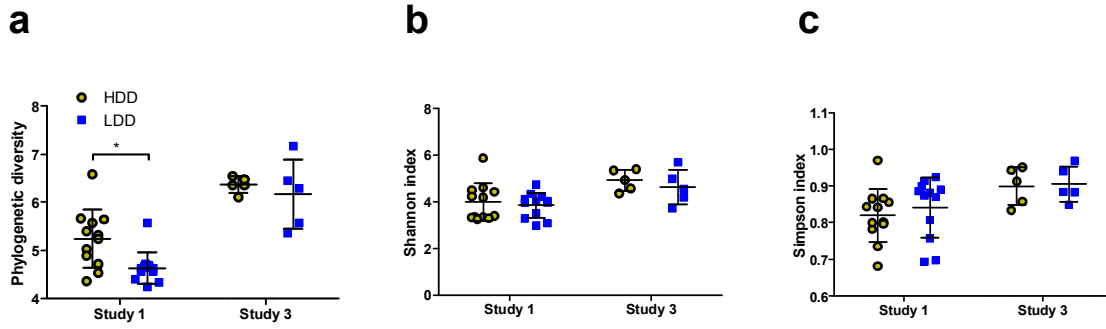 a
HDD
LDD
Phylogenetic diversity
8
7
6
5
4
*
Study 1
Study 3
b
Shannon index
8
6
4
2
0
Study 1
Study 3
c
Simpson index
1.1
1.0
0.9
0.8
0.7
0.6
Study 1
Study 3